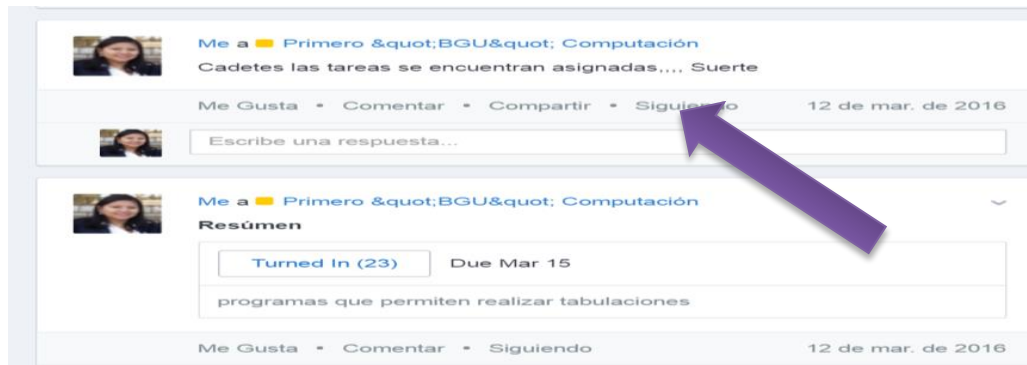 Me a Primero &quot;BGU&quot; Computación
Cadetes las tareas se encuentran asignadas,,,, Suerte
Me Gusta • Comentar • Compartir • Siguiendo 12 de mar. de 2016
Escribe una respuesta...
Me a Primero &quot;BGU&quot; Computación
Resúmen
Turned In (23) Due Mar 15
programas que permiten realizar tabulaciones
Me Gusta • Comentar • Siguiendo 12 de mar. de 2016